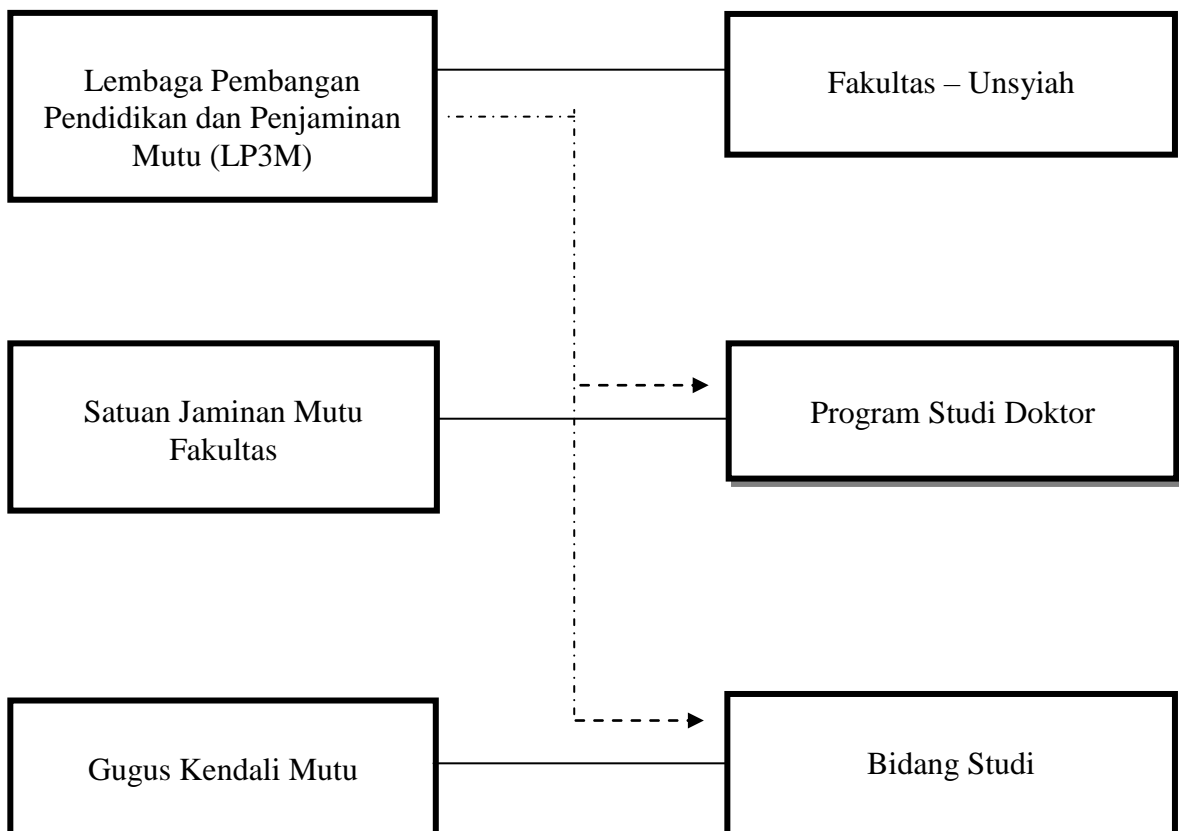 Lembaga Pembangan
Pendidikan dan Penjaminan
Mutu (LP3M)
Fakultas – Unsyiah
Satuan Jaminan Mutu
Fakultas
Program Studi Doktor
Gugus Kendali Mutu
Bidang Studi